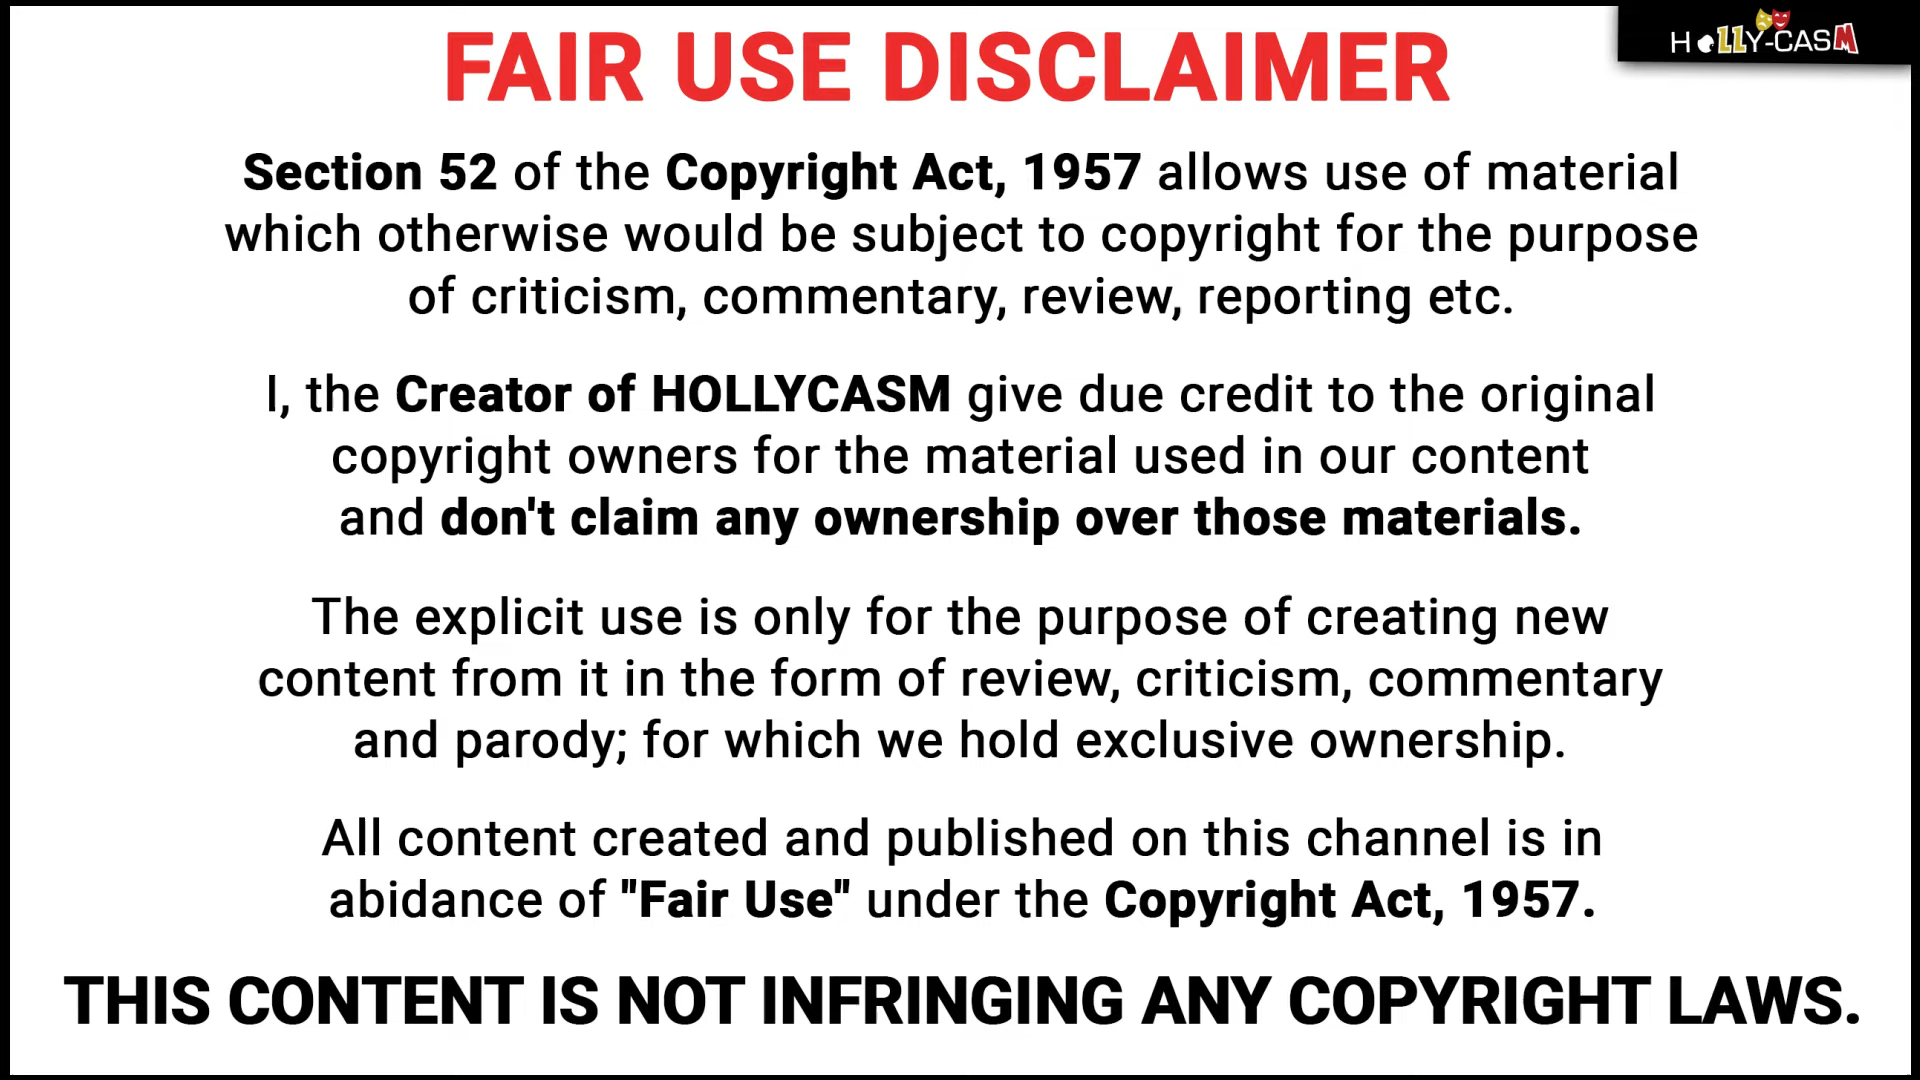 FAIR USE DISCLAIMER
HOLLY-CASM
Section 52 of the Copyright Act, 1957 allows use of material
which otherwise would be subject to copyright for the purpose
of criticism, commentary, review, reporting etc.
I, the Creator of HOLLYCASM give due credit to the original
copyright owners for the material used in our content
and don't claim any ownership over those materials.
The explicit use is only for the purpose of creating new
content from it in the form of review, criticism, commentary
and parody; for which we hold exclusive ownership.
All content created and published on this channel is in
abidance of "Fair Use" under the Copyright Act, 1957.
THIS CONTENT IS NOT INFRINGING ANY COPYRIGHT LAWS.